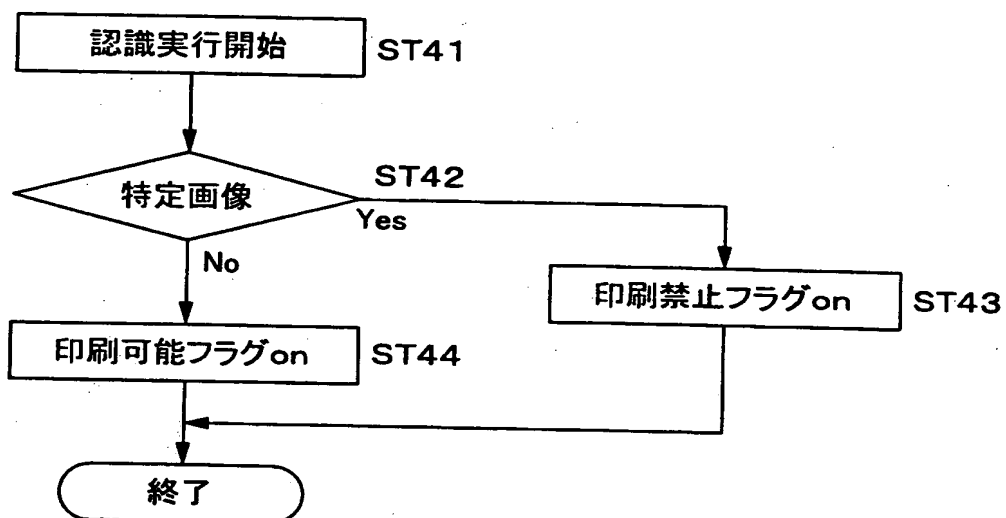 認識実行開始 ST41
特定画像 ST42
Yes
No
印刷禁止フラグon ST43
印刷可能フラグon ST44
終了